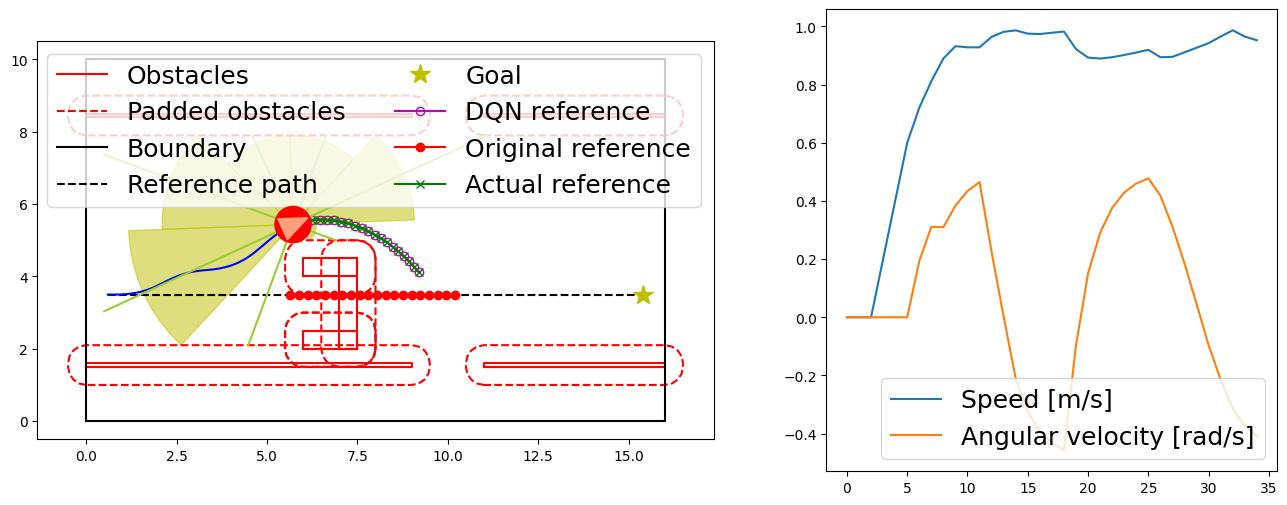 Obstacles
Padded obstacles
Boundary
Reference path
Goal
DQN reference
Original reference
Actual reference
10
8
6
4
2
0
0.0 2.5 5.0 7.5 10.0 12.5 15.0
1.0
0.8
0.6
0.4
0.2
0.0
−0.2
−0.4
Speed [m/s]
Angular velocity [rad/s]
0 5 10 15 20 25 30 35